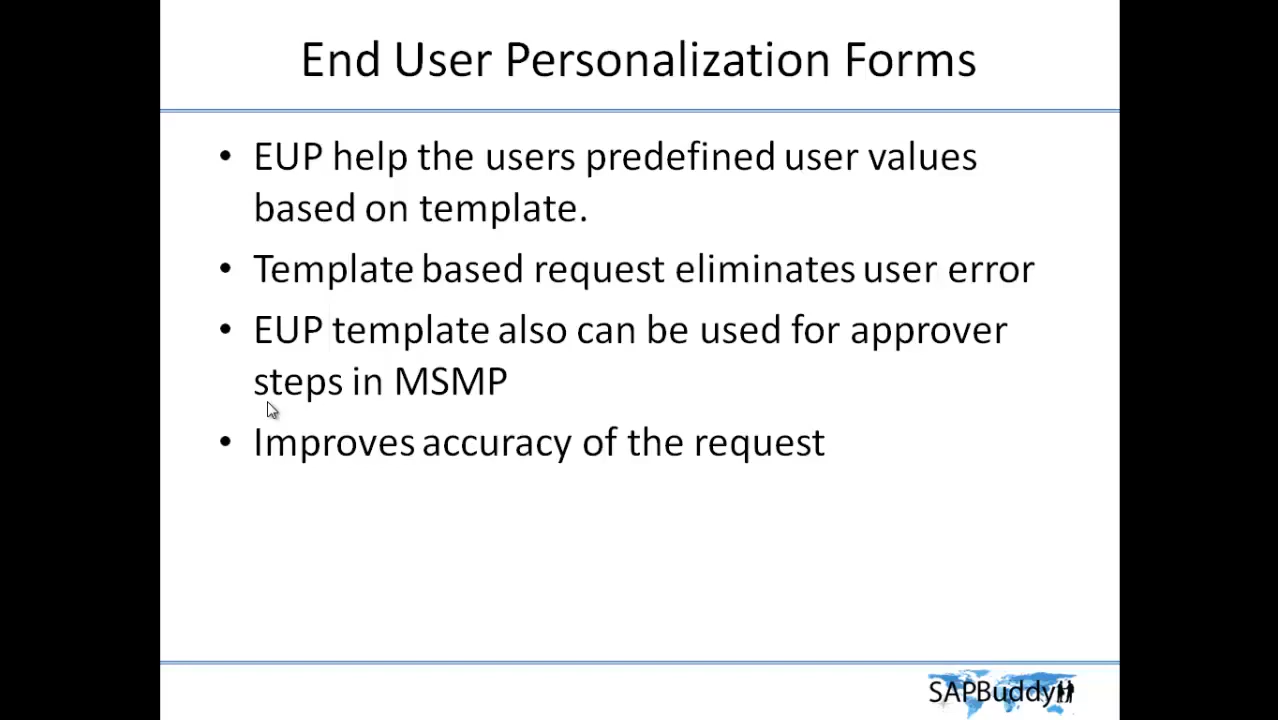 End User Personalization Forms
• EUP help the users predefined user values
based on template.
• Template based request eliminates user error
• EUP template also can be used for approver
steps in MSMP
• Improves accuracy of the request
SAPBuddy